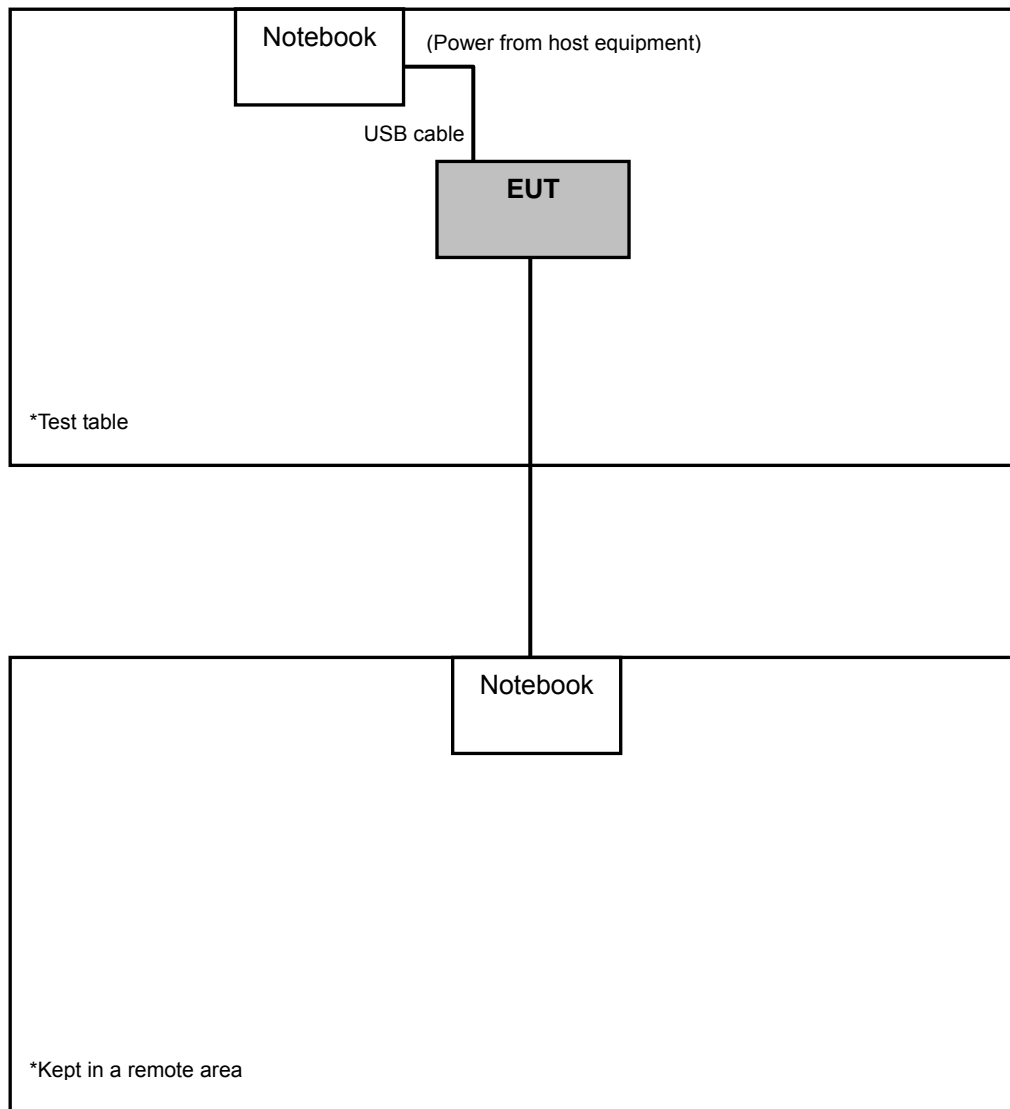 Notebook
(Power from host equipment)
USB cable
EUT
*Test table
Notebook
*Kept in a remote area